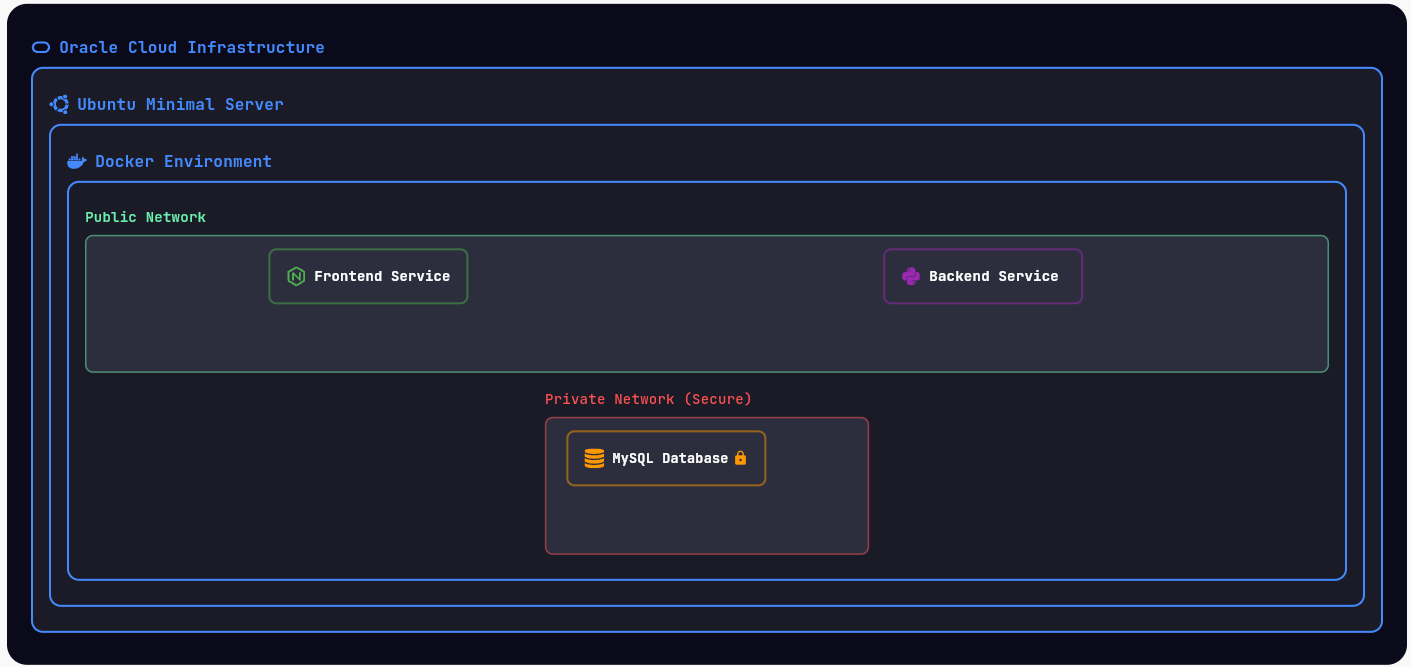 Oracle Cloud Infrastructure
Ubuntu Minimal Server
Docker Environment
Public Network
Frontend Service
Backend Service
Private Network (Secure)
MySQL Database